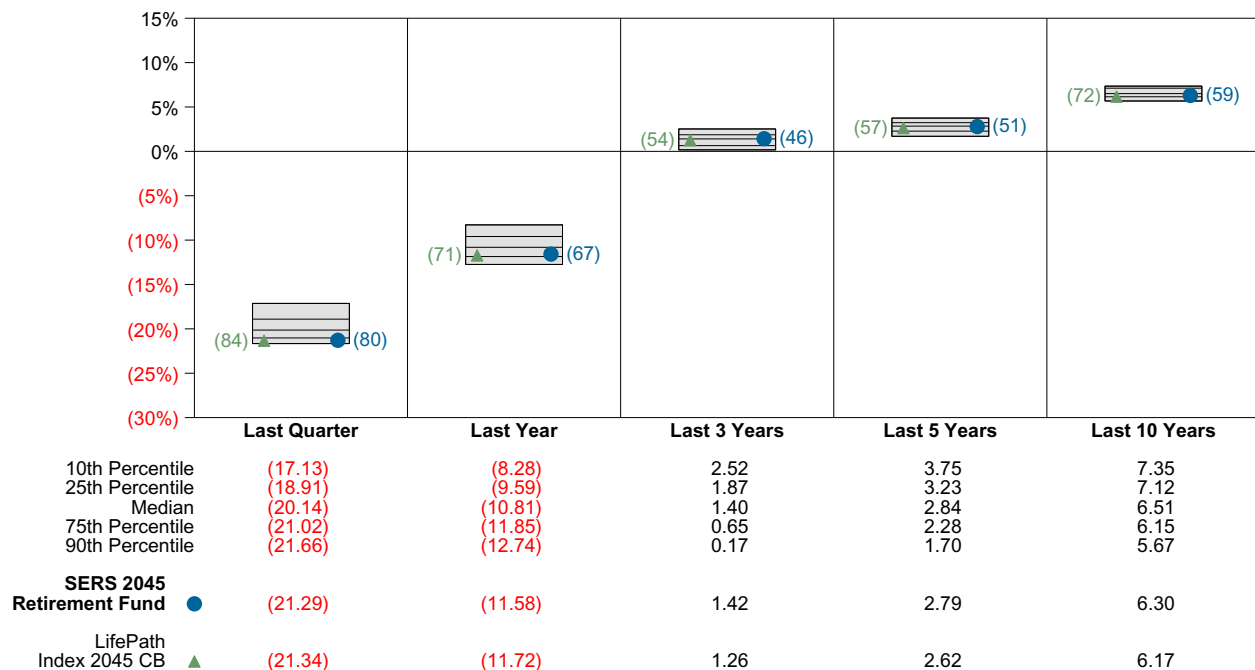 15%
10%
5%
0%
(5%)
(10%)
(15%)
(20%)
(25%)
(30%)
(84) (80)
(71) (67)
(54) (46)
(57) (51)
(72) (59)
Last Quarter Last Year Last 3 Years Last 5 Years Last 10 Years
10th Percentile (17.13) (8.28) 2.52 3.75 7.35
25th Percentile (18.91) (9.59) 1.87 3.23 7.12
Median (20.14) (10.81) 1.40 2.84 6.51
75th Percentile (21.02) (11.85) 0.65 2.28 6.15
90th Percentile (21.66) (12.74) 0.17 1.70 5.67
SERS 2045
Retirement Fund (21.29) (11.58) 1.42 2.79 6.30
LifePath
Index 2045 CB (21.34) (11.72) 1.26 2.62 6.17